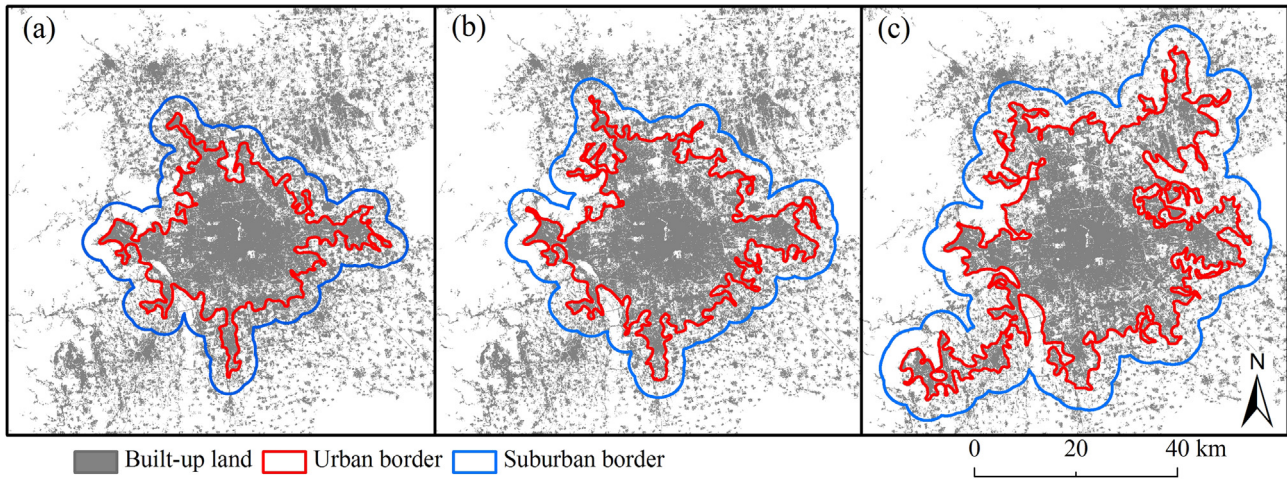 (a)
(b)
(c)
N
Built-up land
Urban border
Suburban border
0 20 40 km